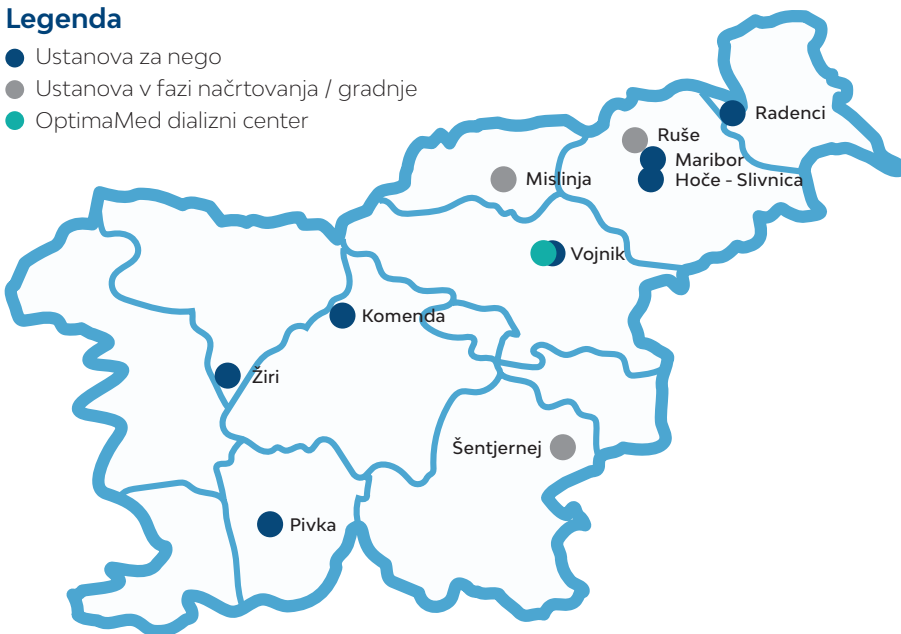 Legenda
Ustanova za nego
Ustanova v fazi načrtovanja / gradnje
OptimaMed dializni center
Radenci
Ruše
Maribor
Hoče - Slivnica
Mislinja
Vojnik
Komenda
Žiri
Šentjernej
Pivka